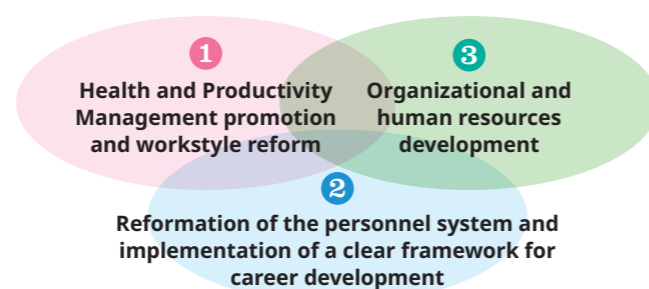 1
Health and Productivity
Management promotion
and workstyle reform
3
Organizational and
human resources
development
2
Reformation of the personnel system and
implementation of a clear framework for
career development